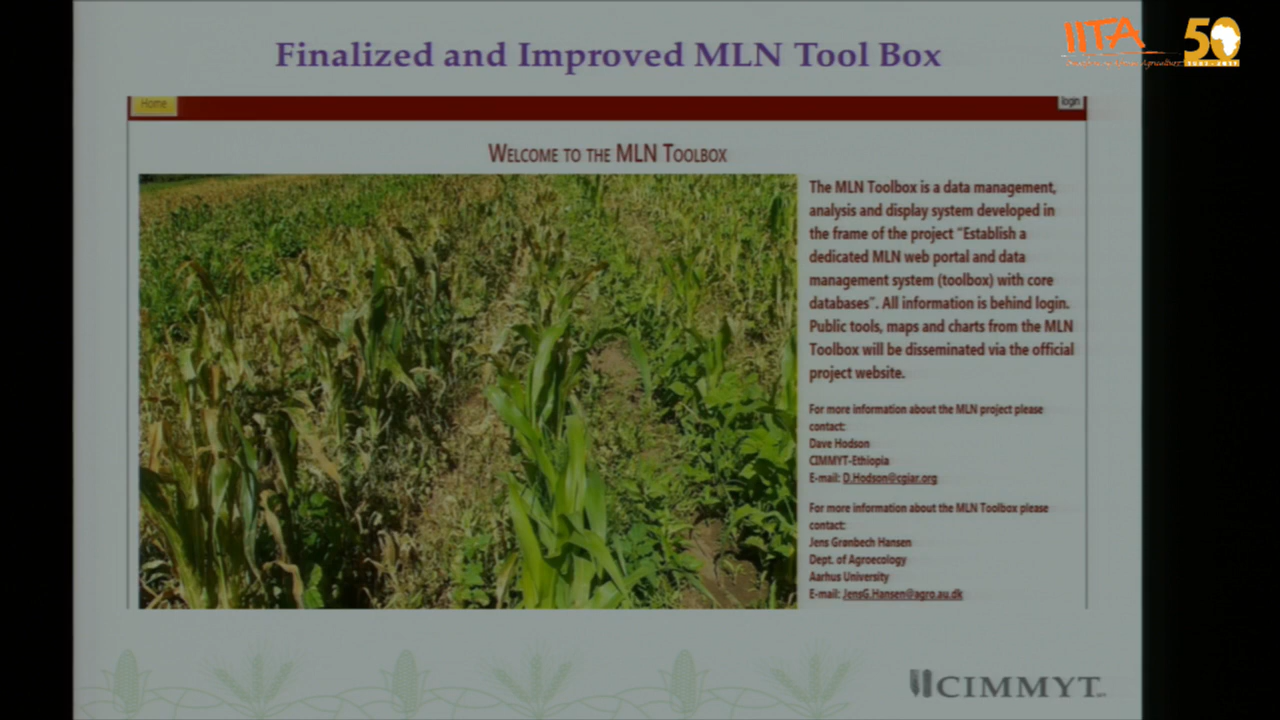 Finalized and Improved MLN Tool Box
IITA
50
Home
login
WELCOME TO THE MLN TOOLBOX
The MLN Toolbox is a data management,
analysis and display system developed in
the frame of the project "Establish a
dedicated MLN web portal and data
management system (toolbox) with core
databases". All information is behind login.
Public tools, maps and charts from the MLN
Toolbox will be disseminated via the official
project website.
For more information about the MLN project please
contact:
Dave Hodson
CIMMYT-Ethiopia
E-mail: D.Hodson@cgiar.org
For more information about the MLN Toolbox please
contact:
Jens Grønbech Hansen
Dept. of Agroecology
Aarhus University
E-mail: JensG.Hansen@agro.au.dk
CIMMYT